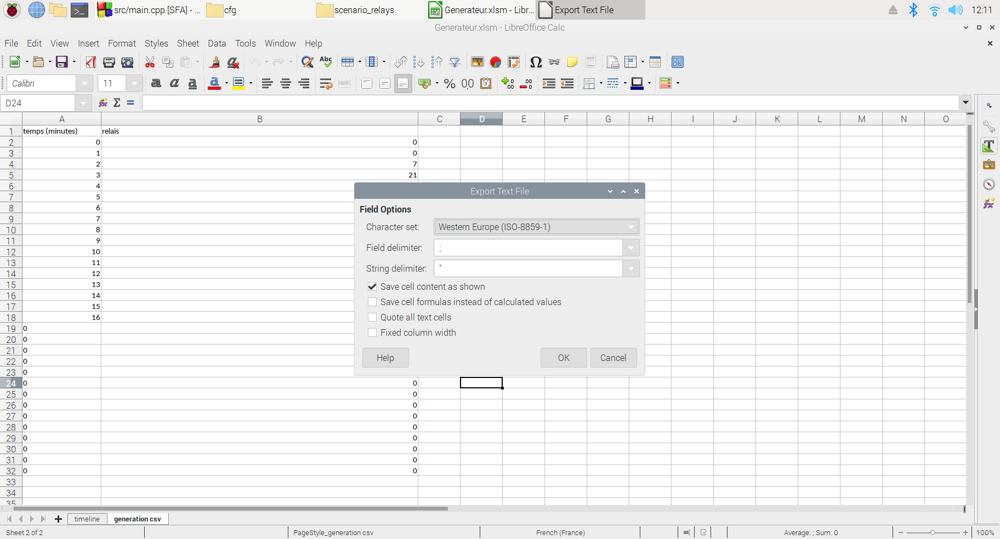 src/main.cpp [SFA] - ...
cfg
scenario_relays
Generateur.xlsm - Libr...
Export Text File
12:11
Generateur.xlsm - LibreOffice Calc
File Edit View Insert Format Styles Sheet Data Tools Window Help
Calibri
11
D24
A B C D E F G H I J K L M N O
1 temps (minutes) relais
2 0 0
3 1 0
4 2 7
5 3 21
6 4
7 5
8 6
9 7
10 8
11 9
12 10
13 11
14 12
15 13
16 14
17 15
18 16
19 0
20 0
21 0
22 0
23 0
24 0 0
25 0 0
26 0 0
27 0 0
28 0 0
29 0 0
30 0 0
31 0 0
32 0 0
33
34
35
Export Text File
Field Options
Character set: Western Europe (ISO-8859-1)
Field delimiter: ;
String delimiter: "
Save cell content as shown
Save cell formulas instead of calculated values
Quote all text cells
Fixed column width
Help OK Cancel
timeline generation csv
Sheet 2 of 2
PageStyle_generation csv
French (France)
Average: ; Sum: 0
100%